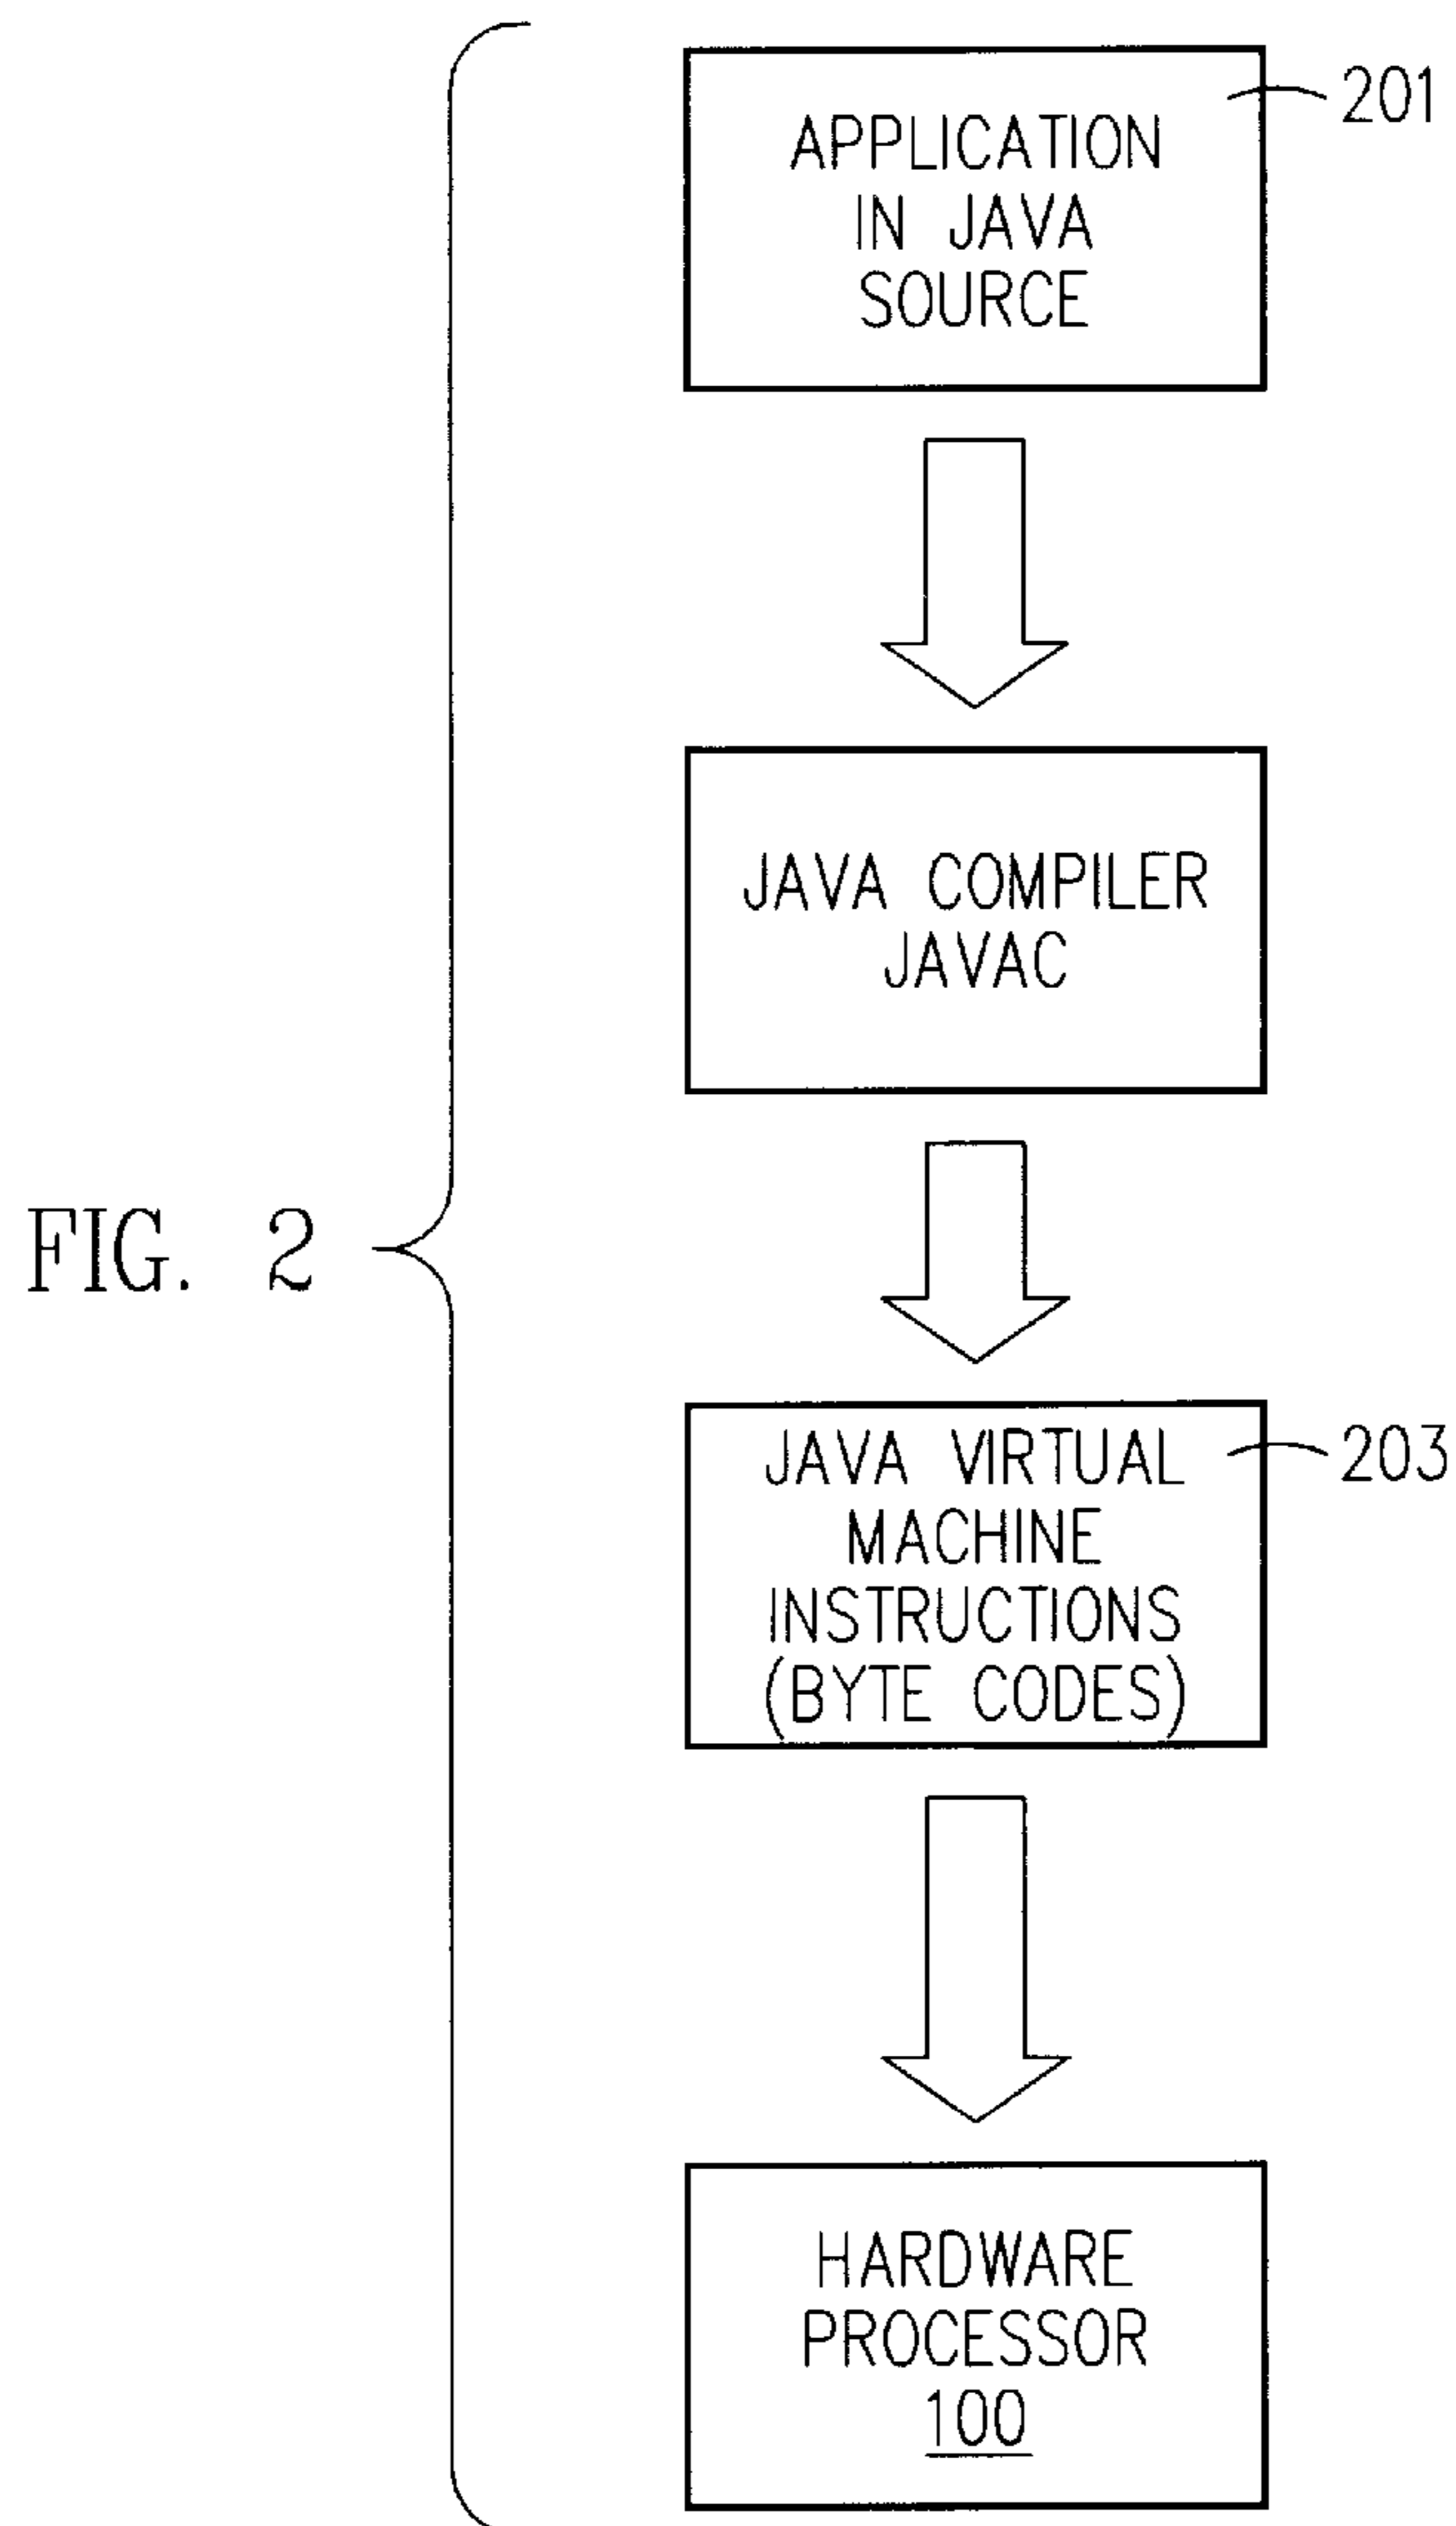 201
APPLICATION
IN JAVA
SOURCE
JAVA COMPILER
JAVAC
FIG. 2
203
JAVA VIRTUAL
MACHINE
INSTRUCTIONS
(BYTE CODES)
HARDWARE
PROCESSOR
100